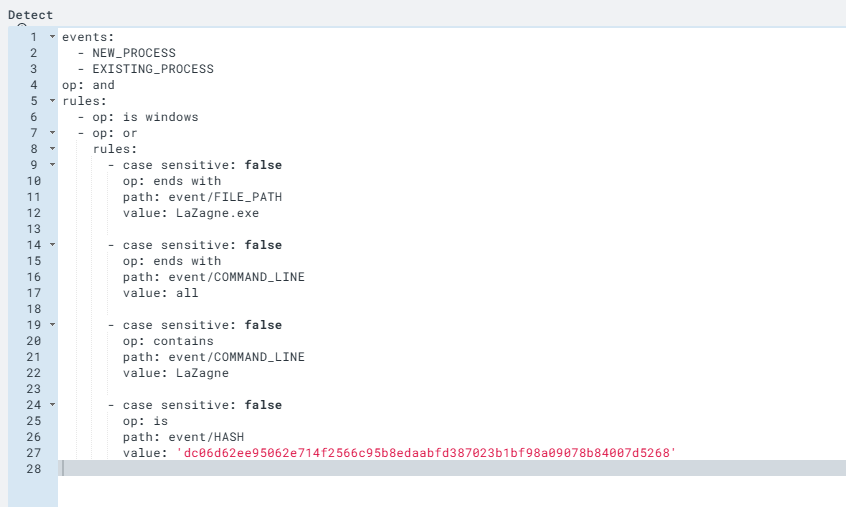 Detect
1 events:
2   - NEW_PROCESS
3   - EXISTING_PROCESS
4 op: and
5 rules:
6   - op: is windows
7   - op: or
8     rules:
9       - case sensitive: false
10         op: ends with
11         path: event/FILE_PATH
12         value: LaZagne.exe
13
14       - case sensitive: false
15         op: ends with
16         path: event/COMMAND_LINE
17         value: all
18
19       - case sensitive: false
20         op: contains
21         path: event/COMMAND_LINE
22         value: LaZagne
23
24       - case sensitive: false
25         op: is
26         path: event/HASH
27         value: 'dc06d62ee95062e714f2566c95b8edaabfd387023b1bf98a09078b84007d5268'
28